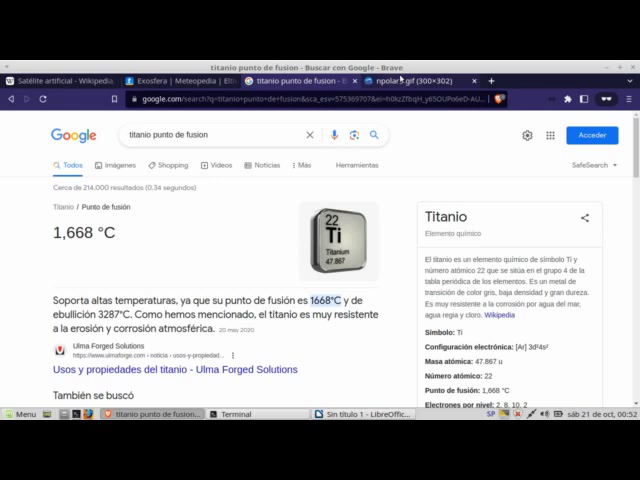 titanio punto de fusion - Buscar con Google - Brave
Satélite artificial - Wikipedia,
Exosfera | Meteopedia | Elti
titanio punto de fusion - B
npolar3.gif (300×302)
google.com/search?q=titanio+punto+de+fusion&sca_esv=575369707&ei=h0kzZfbqH_y65OUPo6eD-AU...
Google
titanio punto de fusion
Acceder
Todos
Imágenes
Shopping
Videos
Noticias
Más
Herramientas
SafeSearch
Cerca de 214.000 resultados (0.34 segundos)
Titanio / Punto de fusión
1,668 °C
22
Ti
Titanium
47.867
Soporta altas temperaturas, ya que su punto de fusión es 1668°C y de
ebullición 3287°C. Como hemos mencionado, el titanio es muy resistente
a la erosión y corrosión atmosférica. 20 may 2020
Ulma Forged Solutions
https://www.ulmaforge.com › noticia › usos-y-propiedad...
Usos y propiedades del titanio - Ulma Forged Solutions
También se buscó
Titanio
Elemento químico
El titanio es un elemento químico de símbolo Ti y
número atómico 22 que se sitúa en el grupo 4 de la
tabla periódica de los elementos. Es un metal de
transición de color gris, baja densidad y gran dureza.
Es muy resistente a la corrosión por agua del mar,
agua regia y cloro. Wikipedia
Símbolo: Ti
Configuración electrónica: [Ar] 3d²4s²
Masa atómica: 47.867 u
Número atómico: 22
Punto de fusión: 1,668 °C
Electrones por nivel: 2, 8, 10, 2
Menu
titanio punto de fusion...
Terminal
Sin título 1 - LibreOffic...
SP
sáb 21 de oct, 00:52